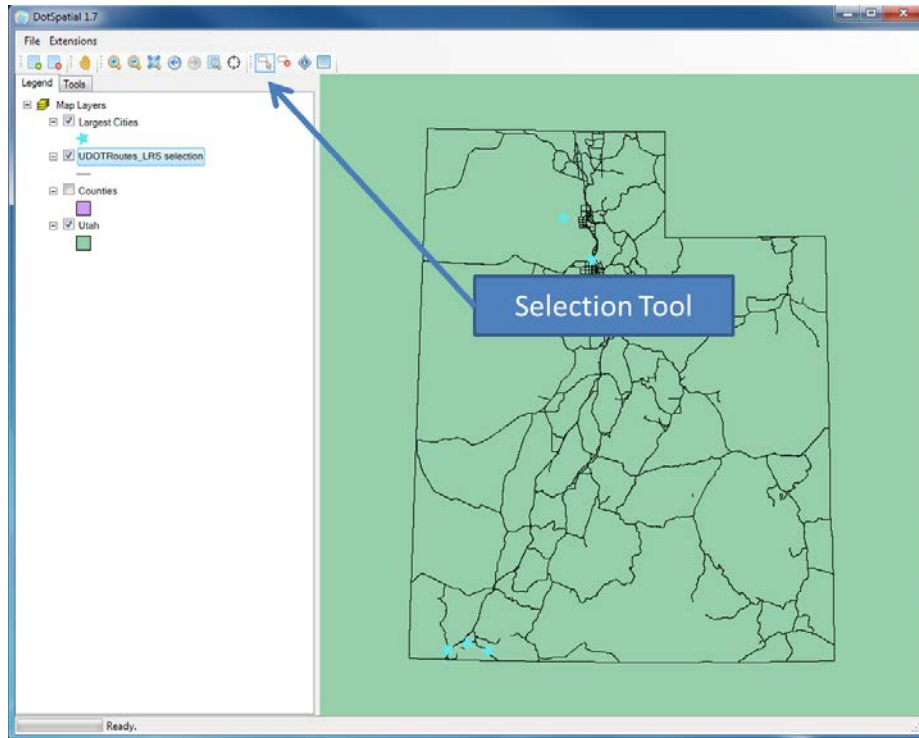 DotSpatial 1.7
File Extensions
Legend Tools
Map Layers
Largest Cities
UDOTRoutes_LRS selection
Counties
Utah
Selection Tool
Ready.